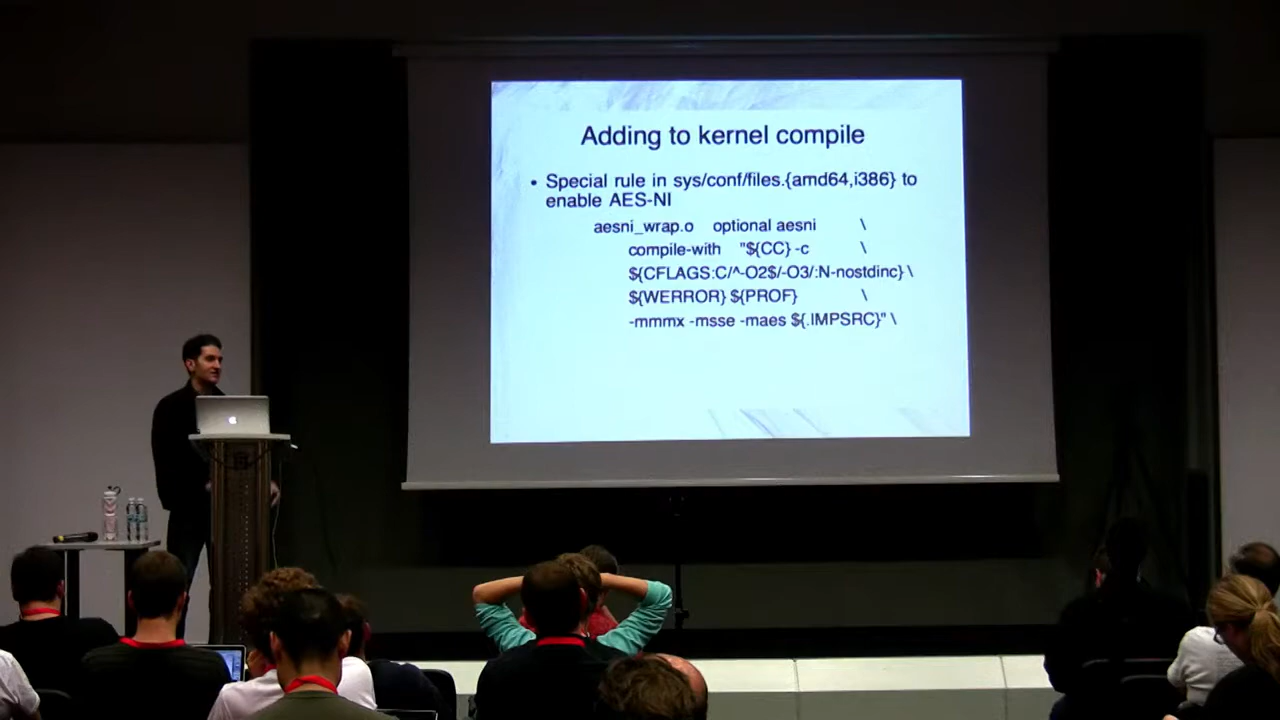 Adding to kernel compile
• Special rule in sys/conf/files.{amd64,i386} to
enable AES-NI
aesni_wrap.o optional aesni \
compile-with "${CC} -c \
${CFLAGS:C/^-O2$/-O3/:N-nostdinc} \
${WERROR} ${PROF} \
-mmmx -msse -maes ${.IMPSRC}" \